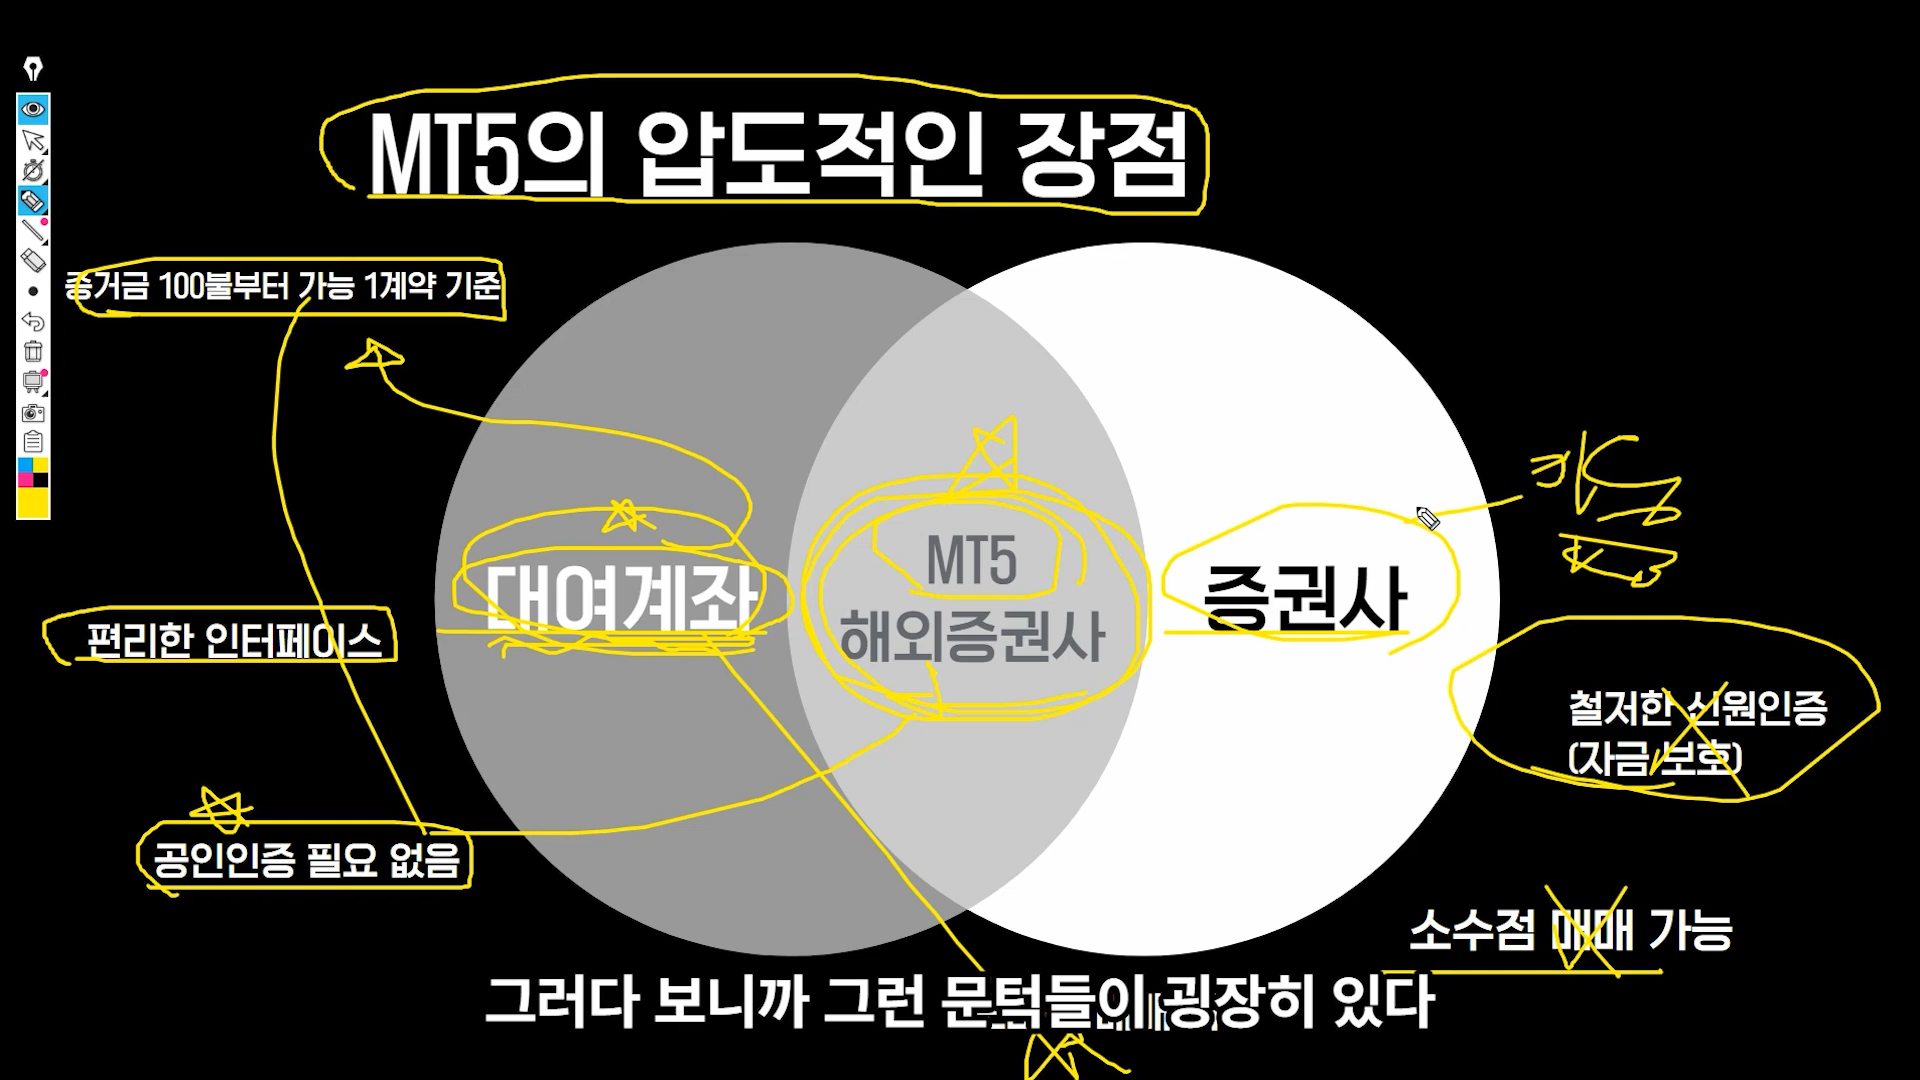 MT5의 압도적인 장점
증거금 100불부터 가능 1계약 기준
편리한 인터페이스
공인인증 필요 없음
대여계좌
MT5
해외증권사
증권사
철저한 신원인증
(자금 보호)
소수점 매매 가능
그러다 보니까 그런 문턱들이 굉장히 있다